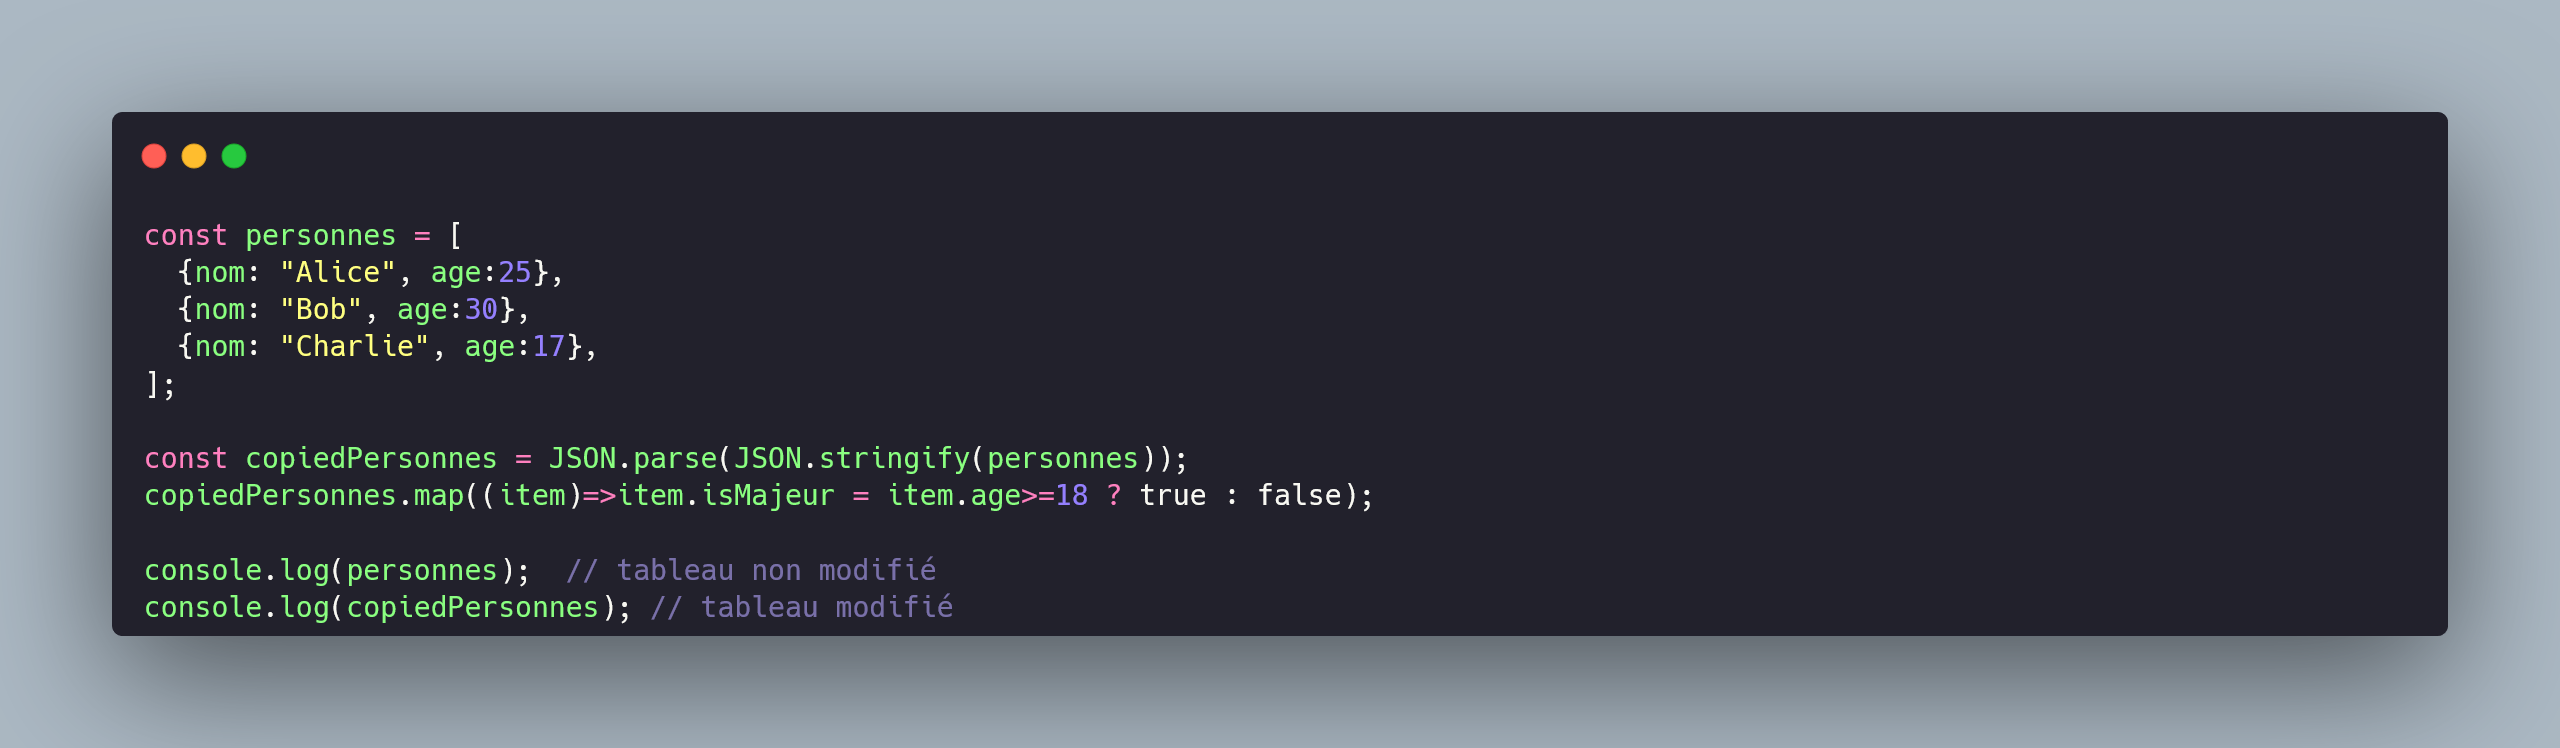 const personnes = [
  {nom: "Alice", age:25},
  {nom: "Bob", age:30},
  {nom: "Charlie", age:17},
];
const copiedPersonnes = JSON.parse(JSON.stringify(personnes));
copiedPersonnes.map((item)=>item.isMajeur = item.age>=18 ? true : false);
console.log(personnes);  // tableau non modifié
console.log(copiedPersonnes); // tableau modifié